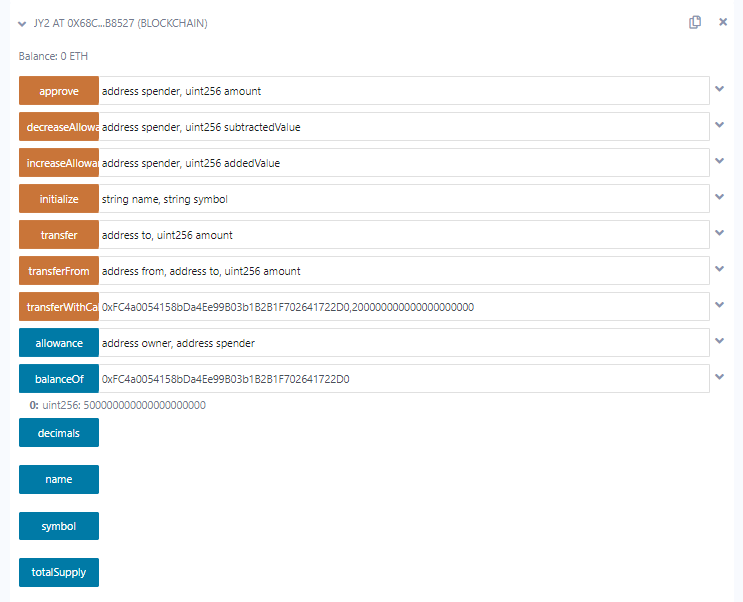 JY2 AT 0X68C...B8527 (BLOCKCHAIN)
Balance: 0 ETH
approve address spender, uint256 amount
decreaseAllowa address spender, uint256 subtractedValue
increaseAllowa address spender, uint256 addedValue
initialize string name, string symbol
transfer address to, uint256 amount
transferFrom address from, address to, uint256 amount
transferWithCa 0xFC4a0054158bDa4Ee99B03b1B2B1F702641722D0,200000000000000000000
allowance address owner, address spender
balanceOf 0xFC4a0054158bDa4Ee99B03b1B2B1F702641722D0
0: uint256: 500000000000000000000
decimals
name
symbol
totalSupply